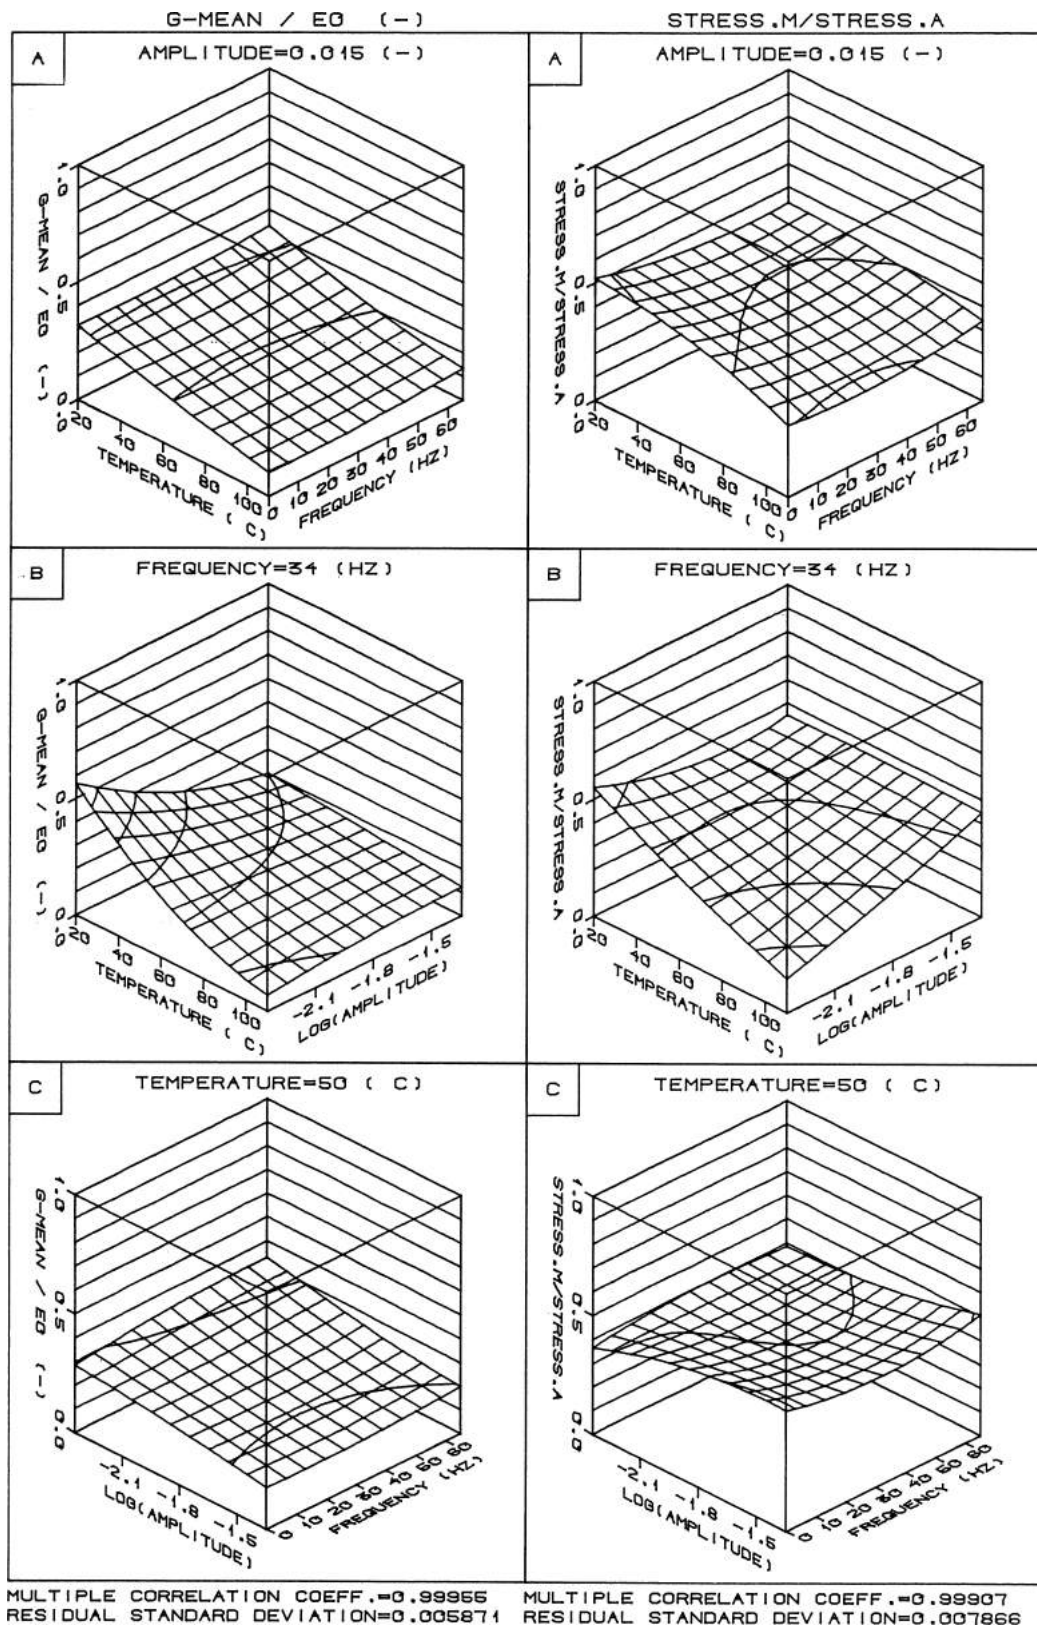 G-MEAN / E0 (-)
STRESS.M/STRESS.A
A
AMPLITUDE=0.015 (-)
1.0
0.5
0.0
G-MEAN / E0 (-)
20 40 60 80 100
TEMPERATURE ( C)
0 10 20 30 40 50 60
FREQUENCY (HZ)
A
AMPLITUDE=0.015 (-)
1.0
0.5
0.0
STRESS.M/STRESS.A
20 40 60 80 100
TEMPERATURE ( C)
0 10 20 30 40 50 60
FREQUENCY (HZ)
B
FREQUENCY=34 (HZ)
1.0
0.5
0.0
G-MEAN / E0 (-)
20 40 60 80 100
TEMPERATURE ( C)
-2.1 -1.8 -1.5
LOG(AMPLITUDE)
B
FREQUENCY=34 (HZ)
1.0
0.5
0.0
STRESS.M/STRESS.A
20 40 60 80 100
TEMPERATURE ( C)
-2.1 -1.8 -1.5
LOG(AMPLITUDE)
C
TEMPERATURE=50 ( C)
1.0
0.5
0.0
G-MEAN / E0 (-)
-2.1 -1.8 -1.5
LOG(AMPLITUDE)
0 10 20 30 40 50 60
FREQUENCY (HZ)
C
TEMPERATURE=50 ( C)
1.0
0.5
0.0
STRESS.M/STRESS.A
-2.1 -1.8 -1.5
LOG(AMPLITUDE)
0 10 20 30 40 50 60
FREQUENCY (HZ)
MULTIPLE CORRELATION COEFF.=0.99955
RESIDUAL STANDARD DEVIATION=0.005871
MULTIPLE CORRELATION COEFF.=0.99907
RESIDUAL STANDARD DEVIATION=0.007866